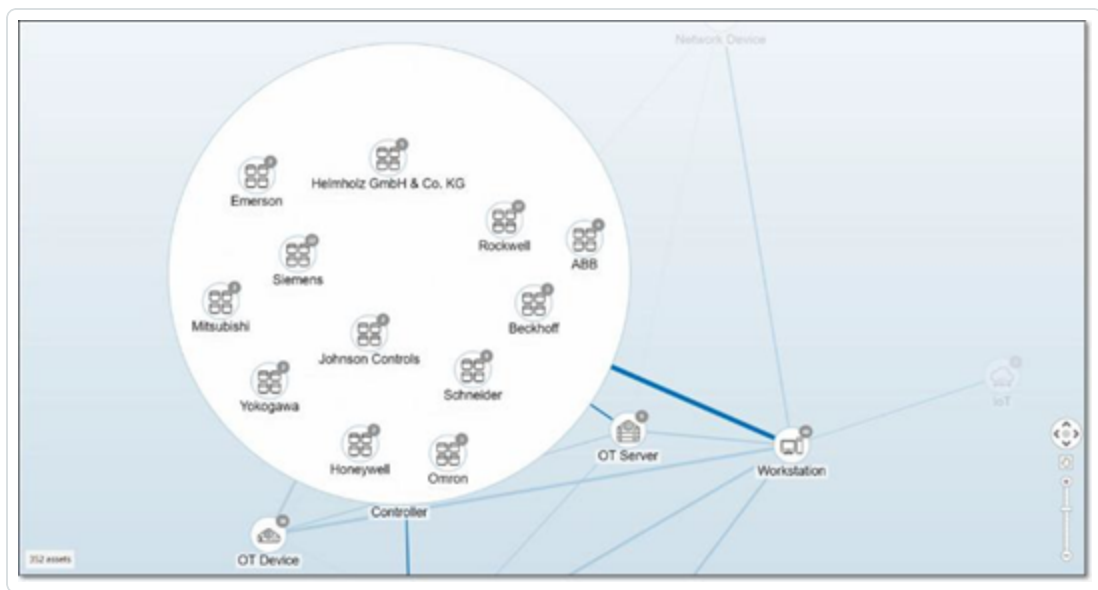 Network Device
Helmholz GmbH & Co. KG
Emerson
Rockwell
ABB
Siemens
Mitsubishi
Beckhoff
Johnson Controls
Schneider
Yokogawa
IoT
Honeywell
Omron
OT Server
Workstation
Controller
OT Device
352 assets